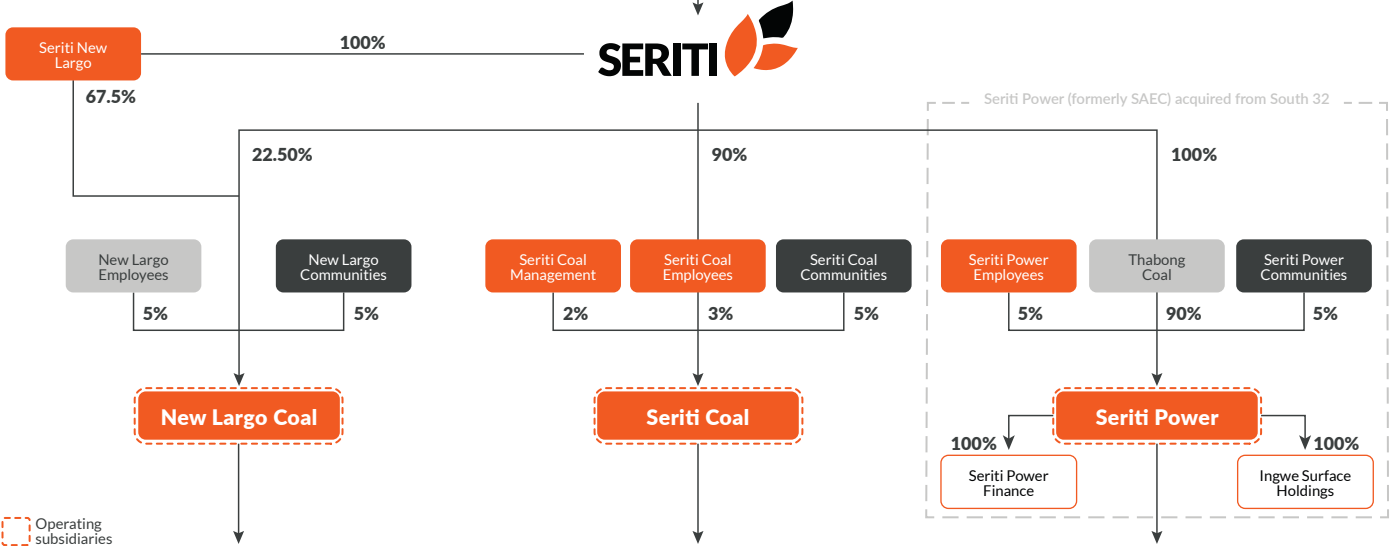 Seriti New
Largo
100%
SERITI
67.5%
Seriti Power (formerly SAEC) acquired from South 32
22.50%
90%
100%
New Largo
Employees
New Largo
Communities
Seriti Coal
Management
Seriti Coal
Employees
Seriti Coal
Communities
Seriti Power
Employees
Thabong
Coal
Seriti Power
Communities
5%
5%
2%
3%
5%
5%
90%
5%
New Largo Coal
Seriti Coal
Seriti Power
100%
100%
Seriti Power
Finance
Ingwe Surface
Holdings
Operating
subsidiaries